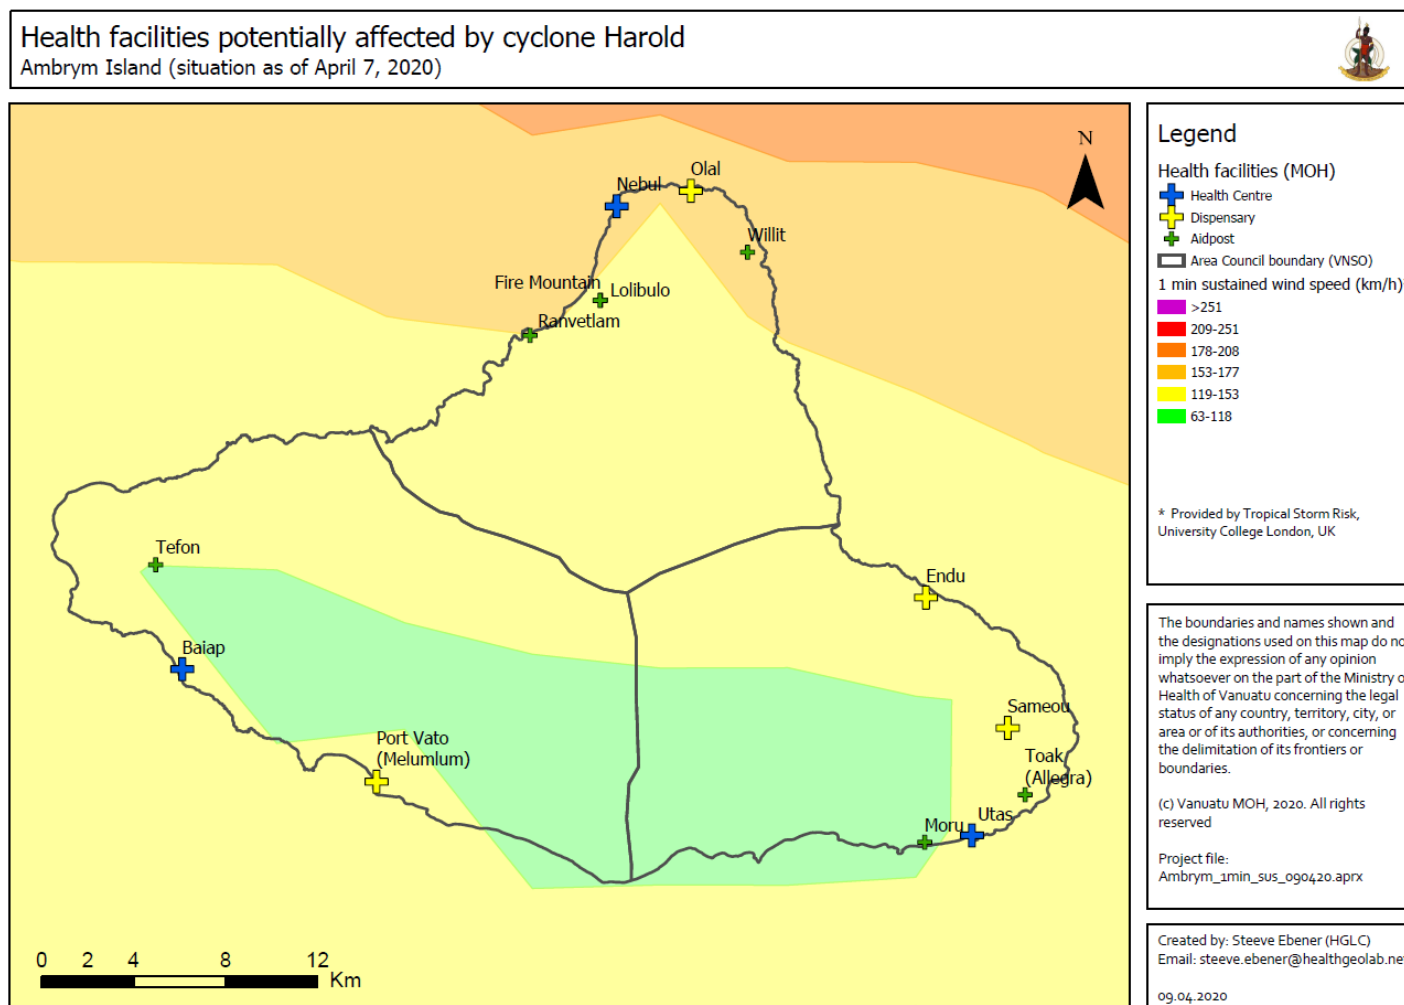 Health facilities potentially affected by cyclone Harold
Ambrym Island (situation as of April 7, 2020)
N
Olal
Nebul
Willit
Fire Mountain
Lolibulo
Ranvetlam
Tefon
Endu
Baiap
Sameou
Port Vato
(Melumlum)
Toak
(Allegra)
Utas
Moru
0 2 4 8 12
Km
Legend
Health facilities (MOH)
Health Centre
Dispensary
Aidpost
Area Council boundary (VNSO)
1 min sustained wind speed (km/h)*
>251
209-251
178-208
153-177
119-153
63-118
* Provided by Tropical Storm Risk,
University College London, UK
The boundaries and names shown and
the designations used on this map do no
imply the expression of any opinion
whatsoever on the part of the Ministry o
Health of Vanuatu concerning the legal
status of any country, territory, city, or
area or of its authorities, or concerning
the delimitation of its frontiers or
boundaries.
(c) Vanuatu MOH, 2020. All rights
reserved
Project file:
Ambrym_1min_sus_090420.aprx
Created by: Steeve Ebener (HGLC)
Email: steeve.ebener@healthgeolab.net
09.04.2020